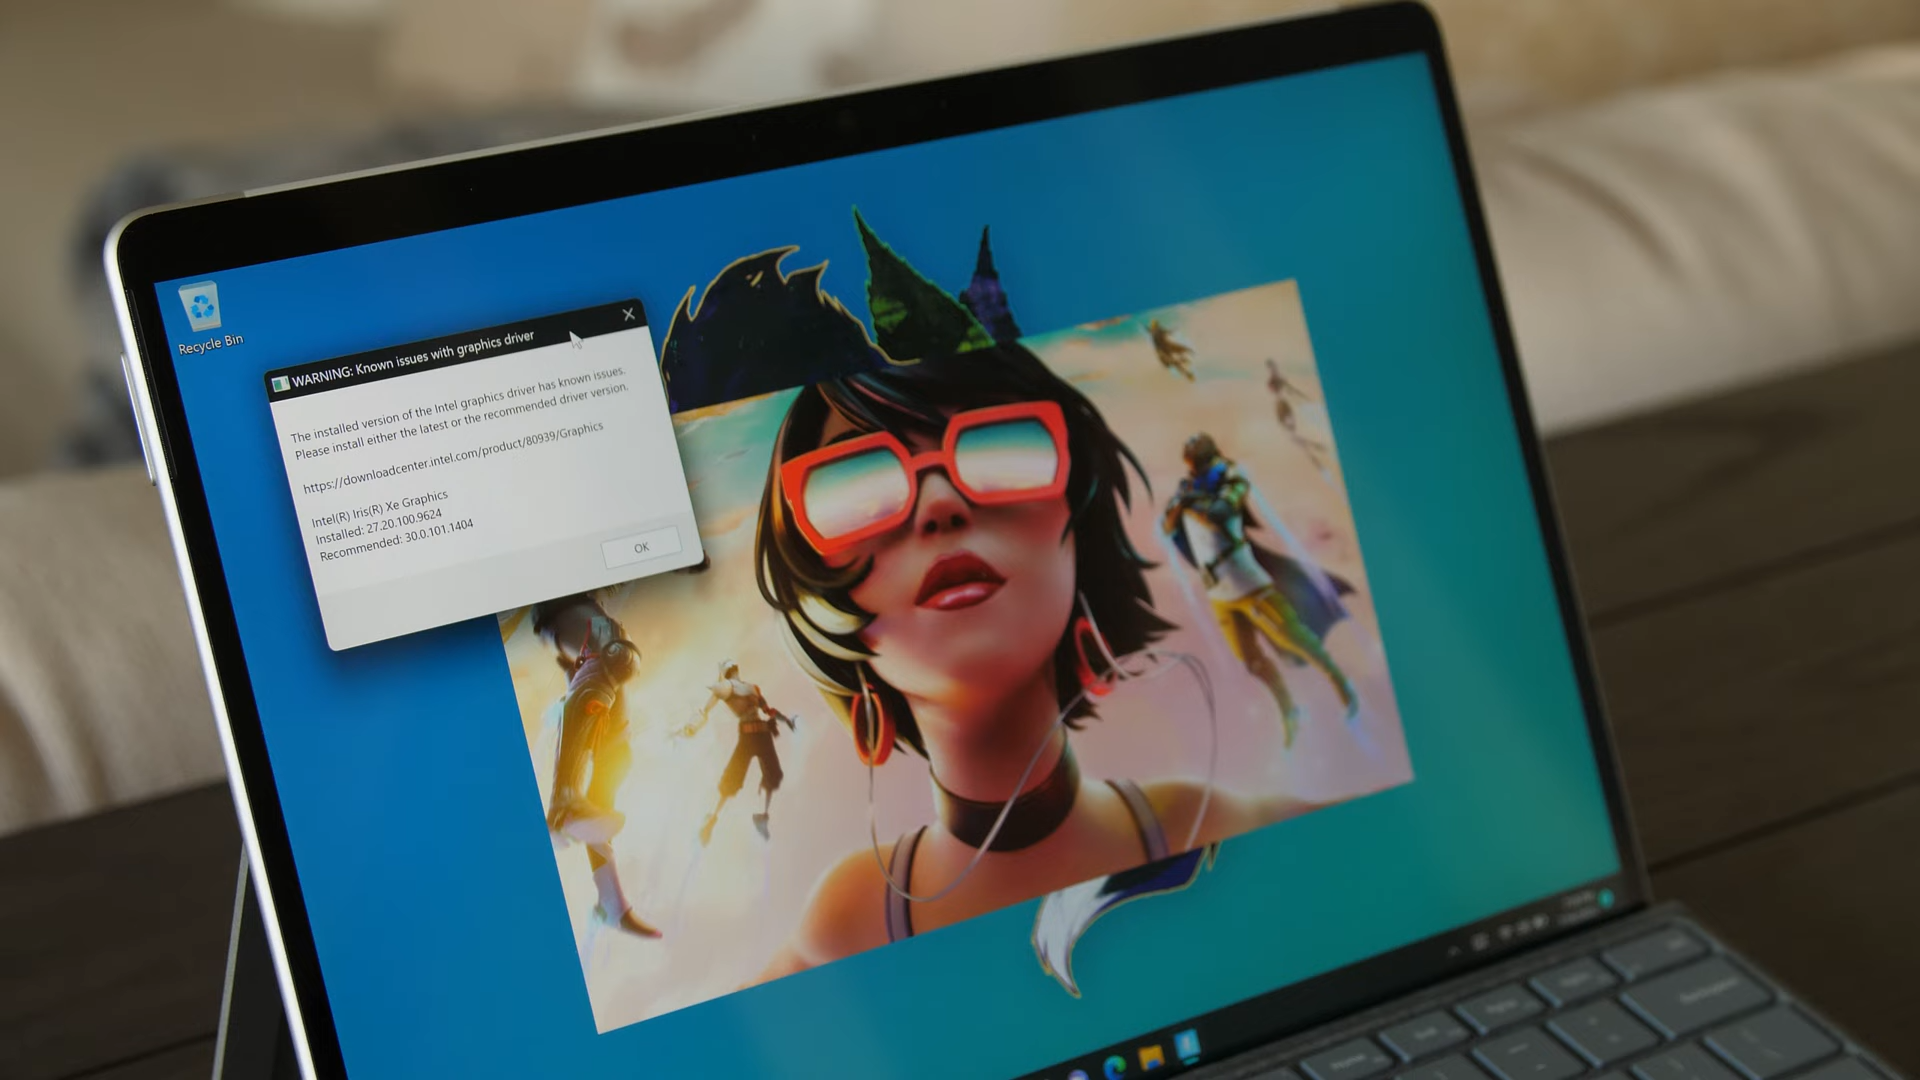 Recycle Bin
WARNING: Known issues with graphics driver
The installed version of the Intel graphics driver has known issues.
Please install either the latest or the recommended driver version.
https://downloadcenter.intel.com/product/80939/Graphics
Intel(R) Iris(R) Xe Graphics
Installed: 27.20.100.9624
Recommended: 30.0.101.1404
OK